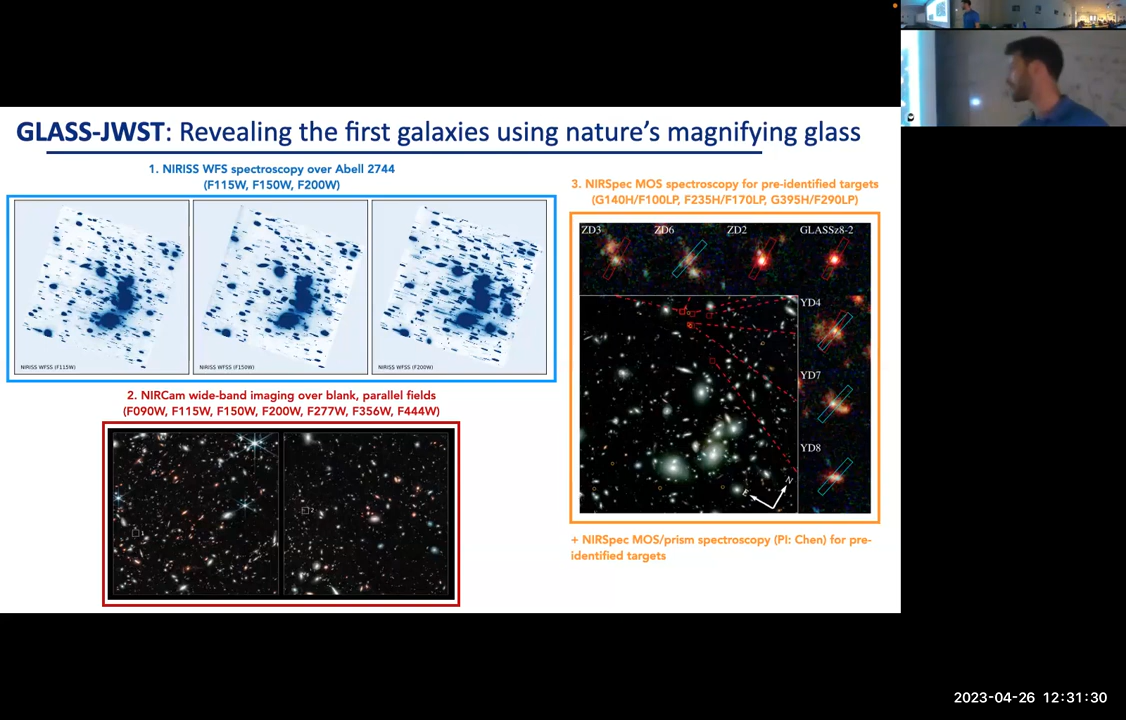 GLASS-JWST: Revealing the first galaxies using nature's magnifying glass
1. NIRISS WFS spectroscopy over Abell 2744
(F115W, F150W, F200W)
NIRISS WFSS (F115W)
NIRISS WFSS (F150W)
NIRISS WFSS (F200W)
2. NIRCam wide-band imaging over blank, parallel fields
(F090W, F115W, F150W, F200W, F277W, F356W, F444W)
2
3. NIRSpec MOS spectroscopy for pre-identified targets
(G140H/F100LP, F235H/F170LP, G395H/F290LP)
ZD3
ZD6
ZD2
GLASSz8-2
YD4
YD7
YD8
E
N
+ NIRSpec MOS/prism spectroscopy (PI: Chen) for pre-
identified targets
2023-04-26 12:31:30